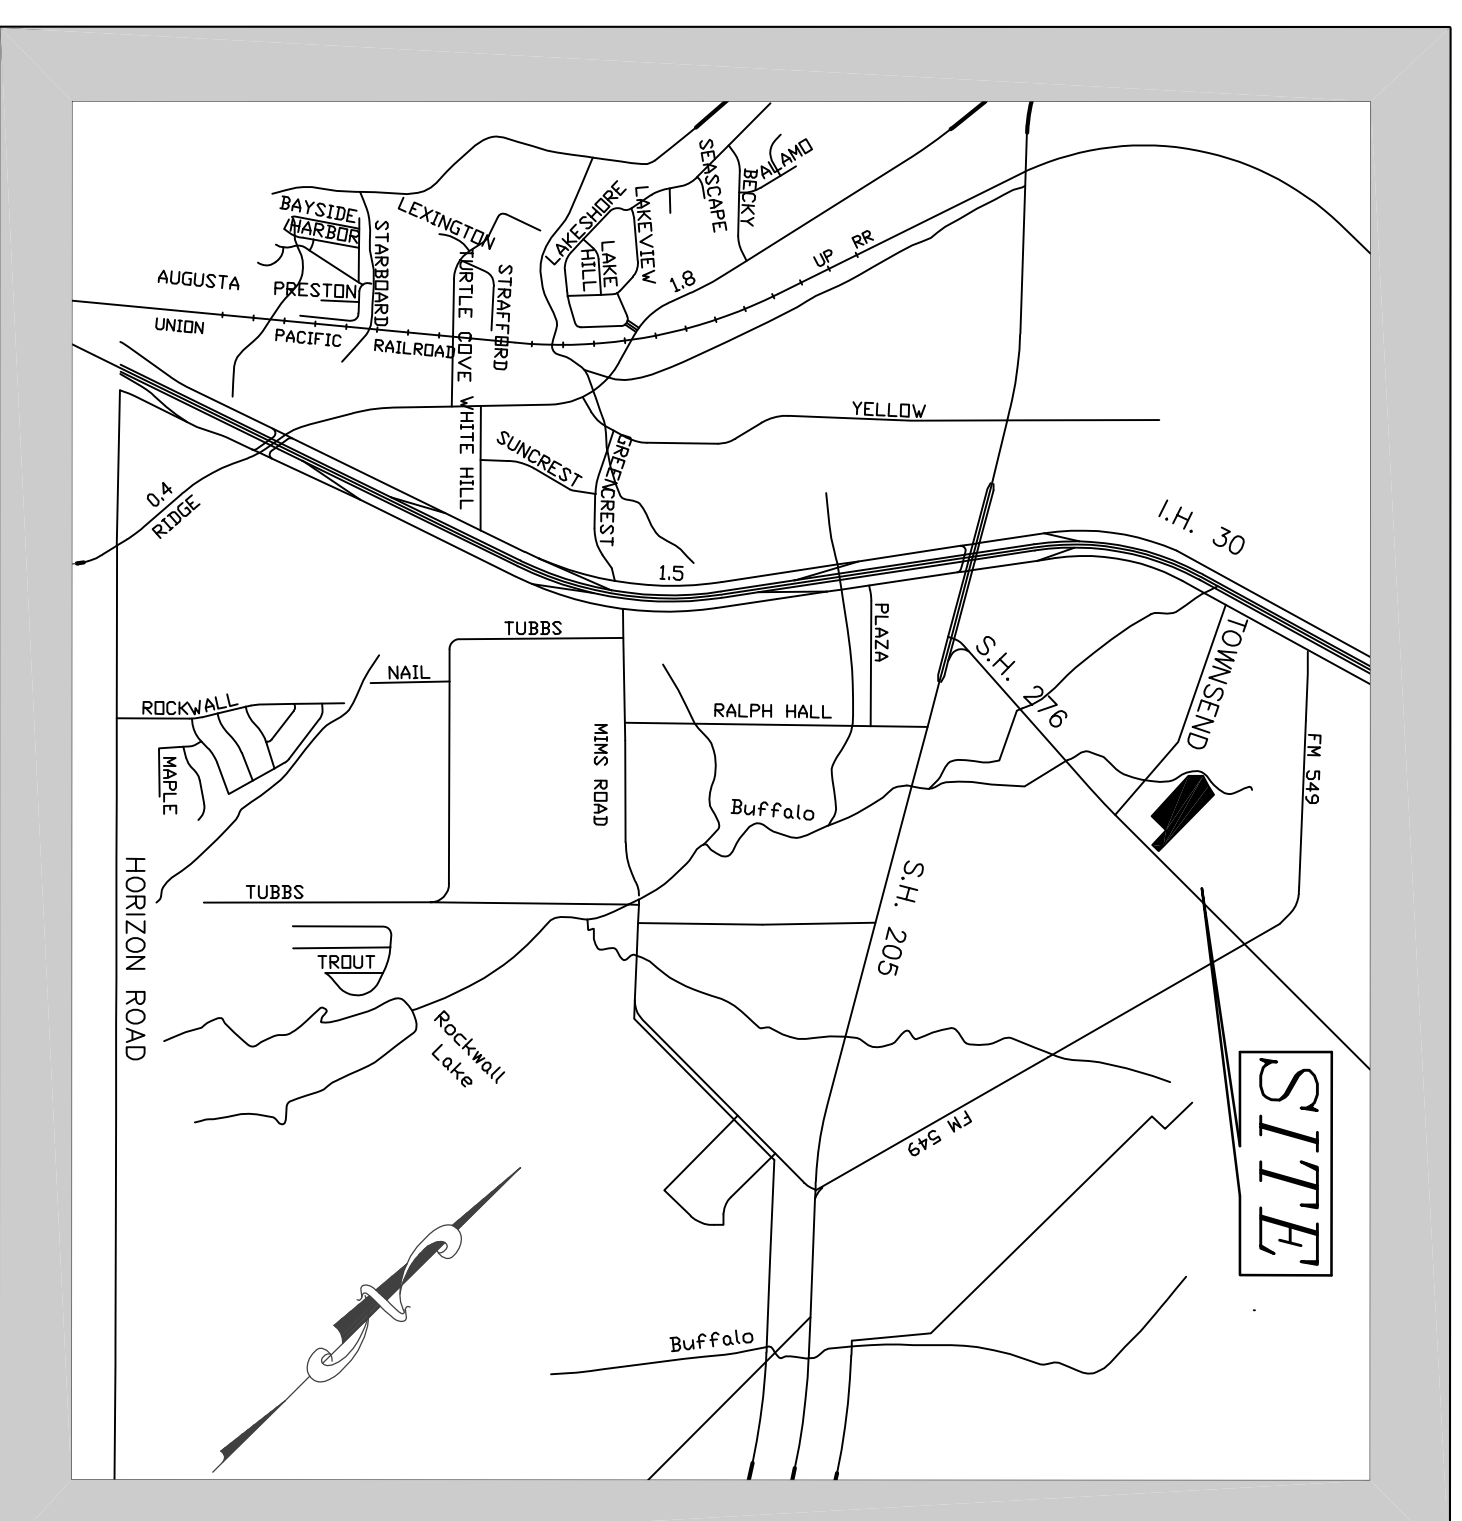 SEASCAPE
ALAMO
BECKY
LAKESHORE
LAKEVIEW
BAYSIDE
HARBOR
LEXINGTON
STARBOARD
LAKE
HILL
UP RR
AUGUSTA
PRESTON
TURTLE COVE
STRAFFORD
1.8
UNION
PACIFIC
RAILROAD
YELLOW
WHITE HILL
SUNCREST
GREENCREST
0.4
RIDGE
I.H. 30
1.5
TUBBS
PLAZA
S.H. 276
TOWNSEND
NAIL
ROCKWALL
RALPH HALL
MIMS ROAD
FM 549
MAPLE
Buffalo
HORIZON ROAD
TUBBS
S.H. 205
TROUT
Rockwall
Lake
SITE
FM 549
Buffalo